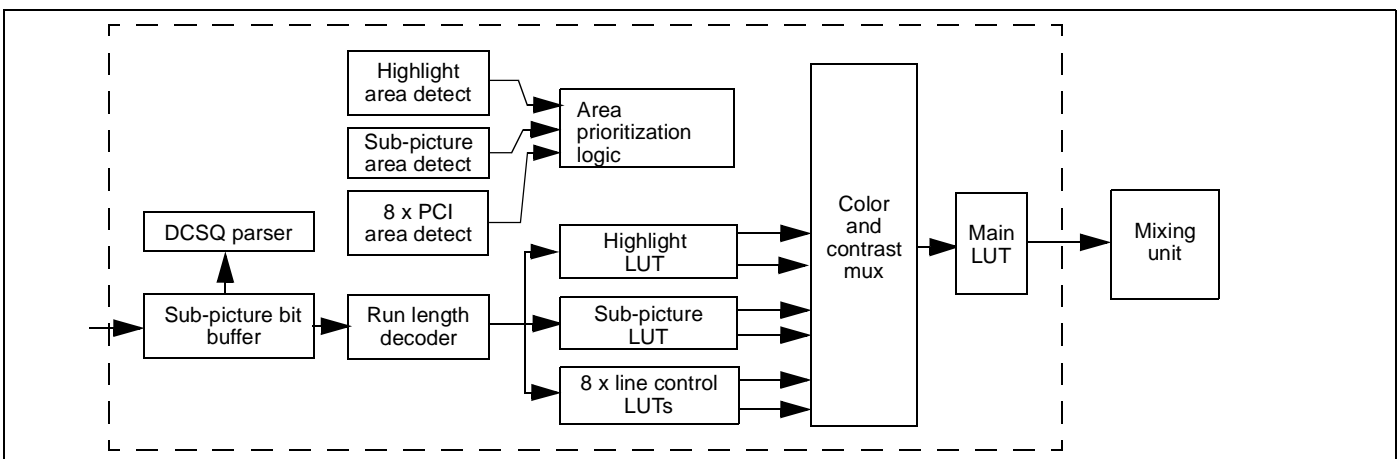 Highlight
area detect
Sub-picture
area detect
8 x PCI
area detect
Area
prioritization
logic
DCSQ parser
Sub-picture bit
buffer
Run length
decoder
Highlight
LUT
Sub-picture
LUT
8 x line control
LUTs
Color
and
contrast
mux
Main
LUT
Mixing
unit